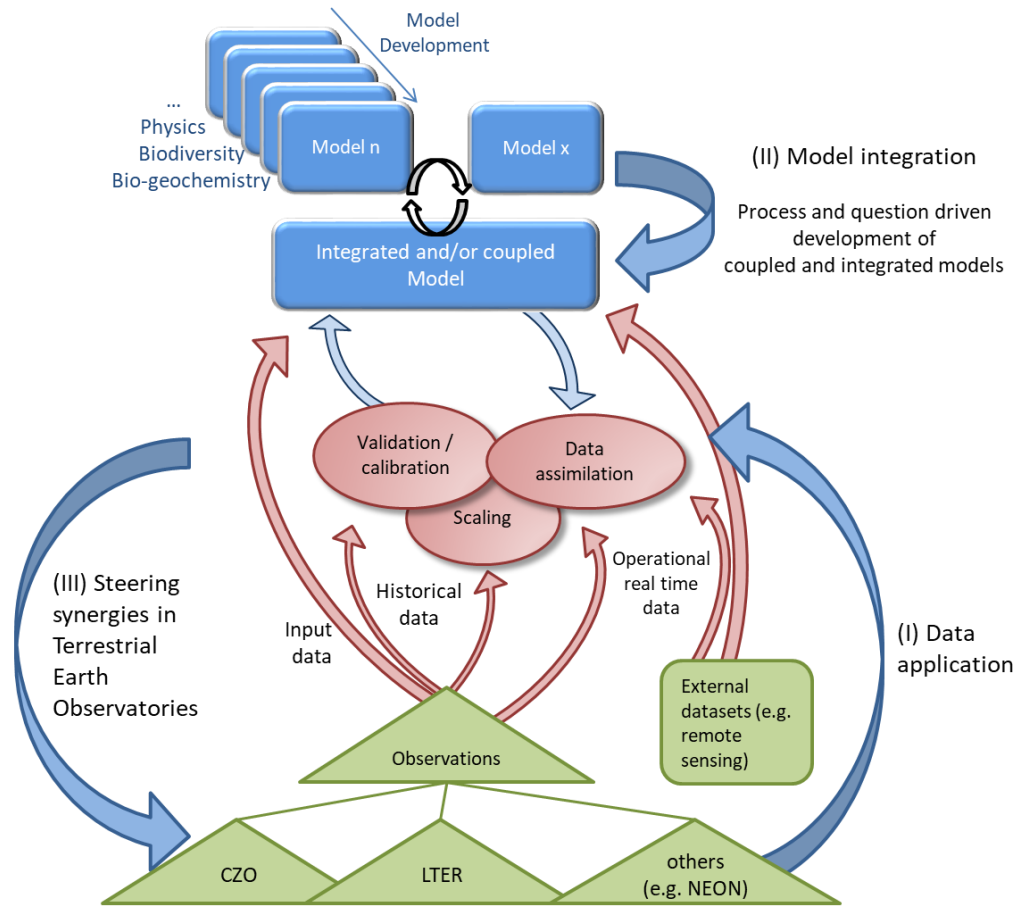 Model
Development
...
Physics
Biodiversity
Bio-geochemistry
Model n
Model x
(II) Model integration
Process and question driven
development of
coupled and integrated models
Integrated and/or coupled
Model
Validation /
calibration
Data
assimilation
Scaling
Operational
real time
data
Historical
data
Input
data
(III) Steering
synergies in
Terrestrial
Earth
Observatories
(I) Data
application
External
datasets (e.g.
remote
sensing)
Observations
CZO
LTER
others
(e.g. NEON)